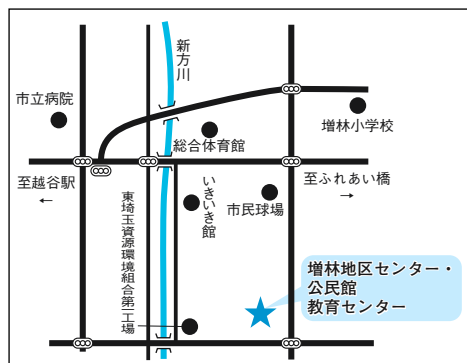 新方川
市立病院
増林小学校
総合体育館
至越谷駅
←
いきいき館
市民球場
至ふれあい橋
→
東埼玉資源環境組合第一工場
増林地区センター・
公民館
教育センター